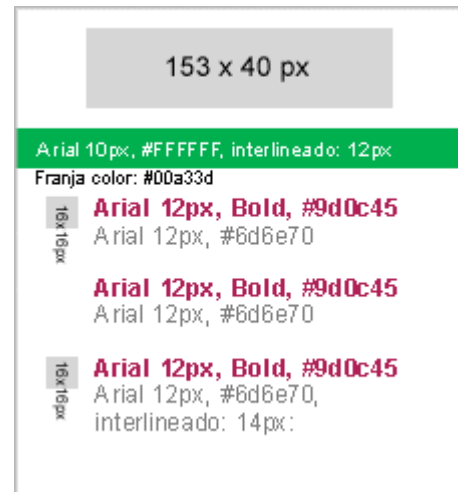 153 x 40 px
Arial 10px, #FFFFFF, interlineado: 12px
Franja color: #00a33d
16x16px
Arial 12px, Bold, #9d0c45
Arial 12px, #6d6e70
Arial 12px, Bold, #9d0c45
Arial 12px, #6d6e70
16x16px
Arial 12px, Bold, #9d0c45
Arial 12px, #6d6e70,
interlineado: 14px: